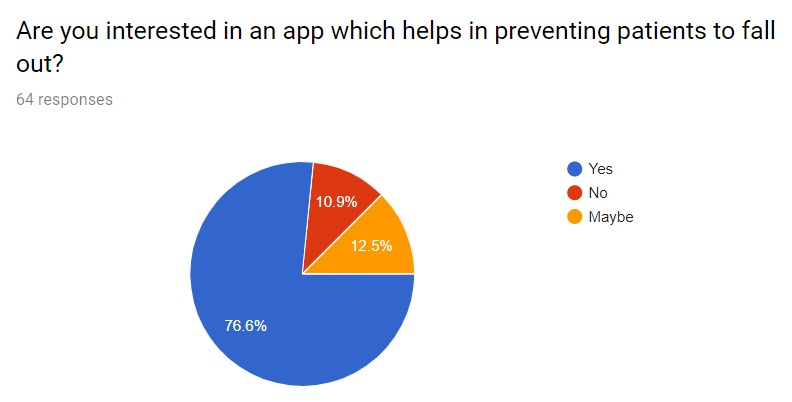 Are you interested in an app which helps in preventing patients to fall
out?
64 responses
Yes
No
Maybe
10.9%
12.5%
76.6%